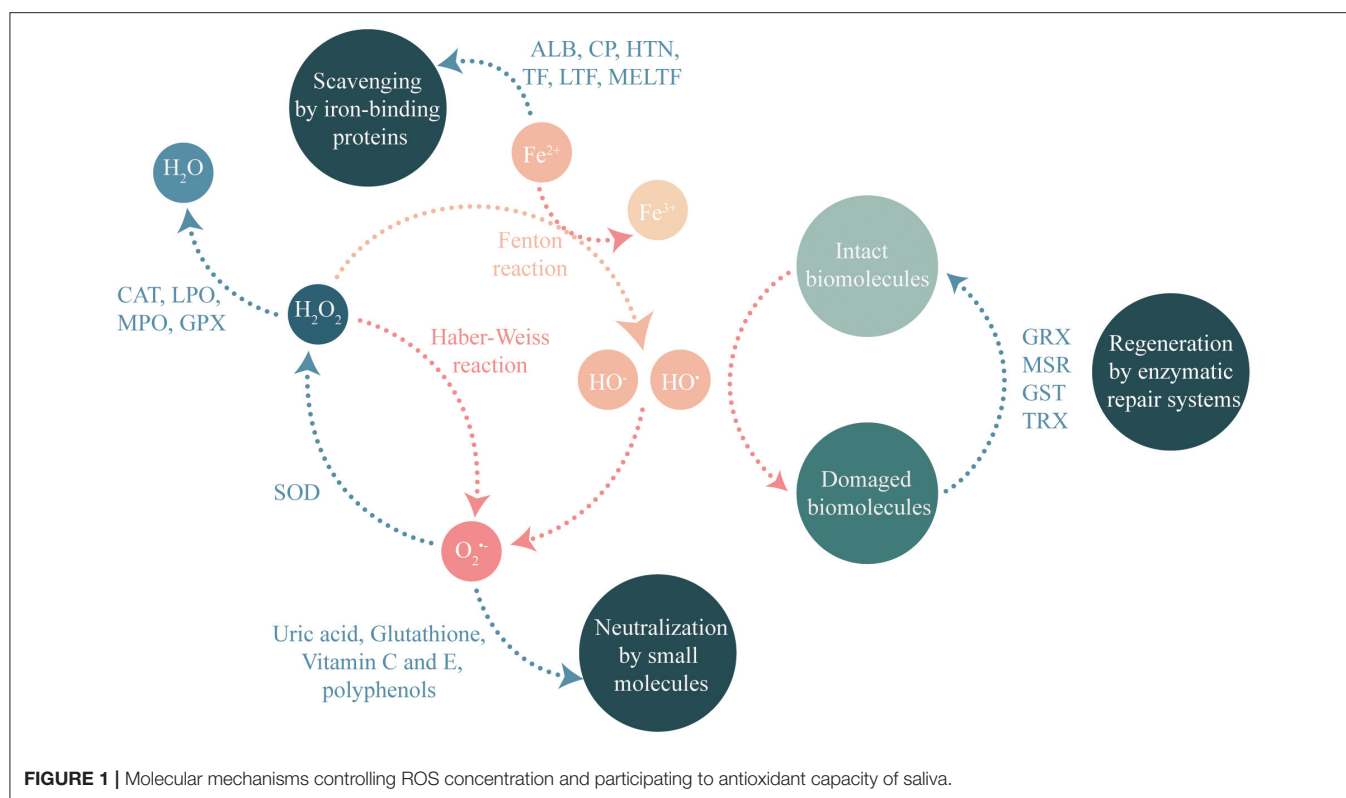 ALB, CP, HTN,
TF, LTF, MELTF
Scavenging
by iron-binding
proteins
Fe²⁺
H₂O
Fe³⁺
Fenton
reaction
Intact
biomolecules
CAT, LPO,
MPO, GPX
H₂O₂
Haber-Weiss
reaction
HO⁻
HO•
GRX
MSR
GST
TRX
Regeneration
by enzymatic
repair systems
Domaged
biomolecules
SOD
O₂•⁻
Uric acid, Glutathione,
Vitamin C and E,
polyphenols
Neutralization
by small
molecules
FIGURE 1 | Molecular mechanisms controlling ROS concentration and participating to antioxidant capacity of saliva.